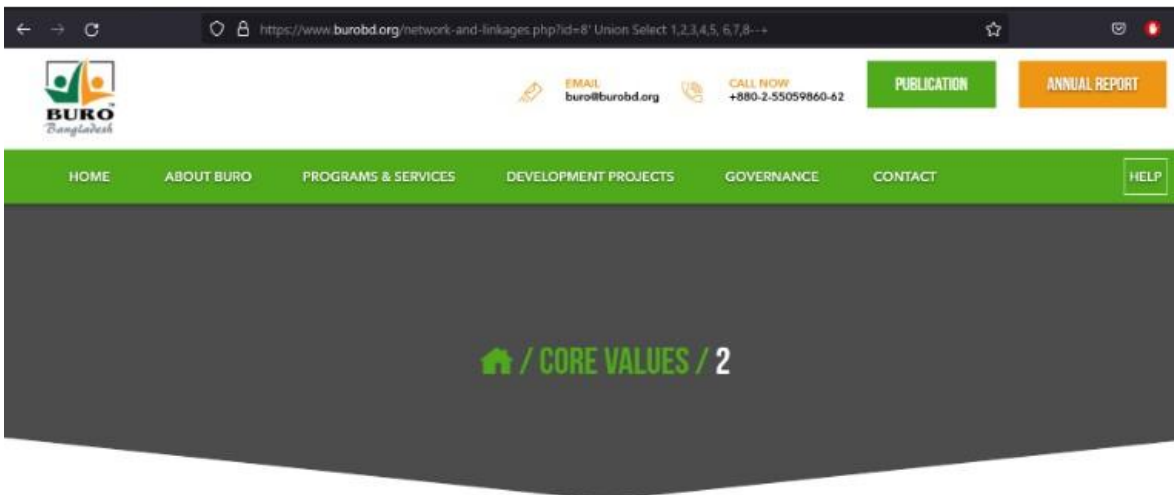 https://www.burobd.org/network-and-linkages.php?id=8' Union Select 1,2,3,4,5, 6,7,8--+
BURO
Bangladesh
EMAIL
buro@burobd.org
CALL NOW
+880-2-55059860-62
PUBLICATION
ANNUAL REPORT
HOME ABOUT BURO PROGRAMS & SERVICES DEVELOPMENT PROJECTS GOVERNANCE CONTACT HELP
/ CORE VALUES / 2